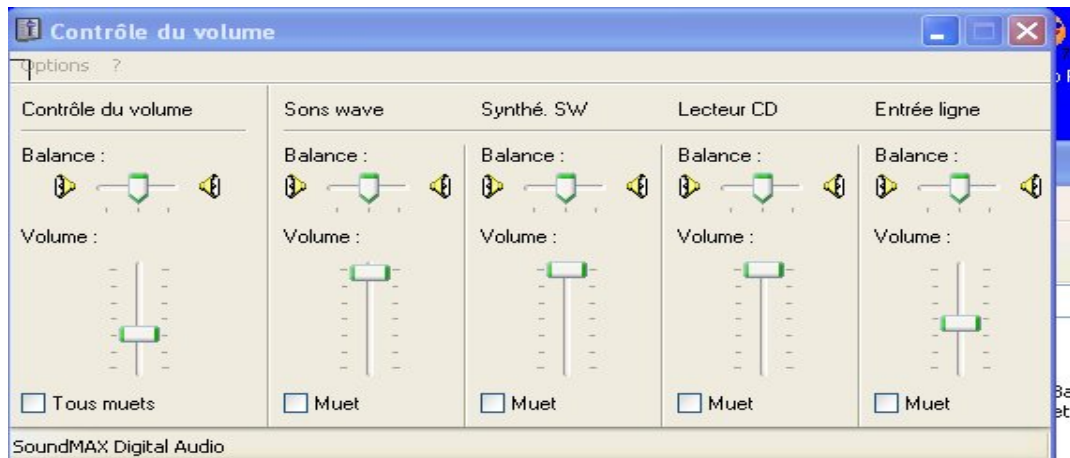 Contrôle du volume
Options ?
Contrôle du volume Sons wave Synthé. SW Lecteur CD Entrée ligne
Balance : Balance : Balance : Balance : Balance :
Volume : Volume : Volume : Volume : Volume :
Tous muets Muet Muet Muet Muet
SoundMAX Digital Audio